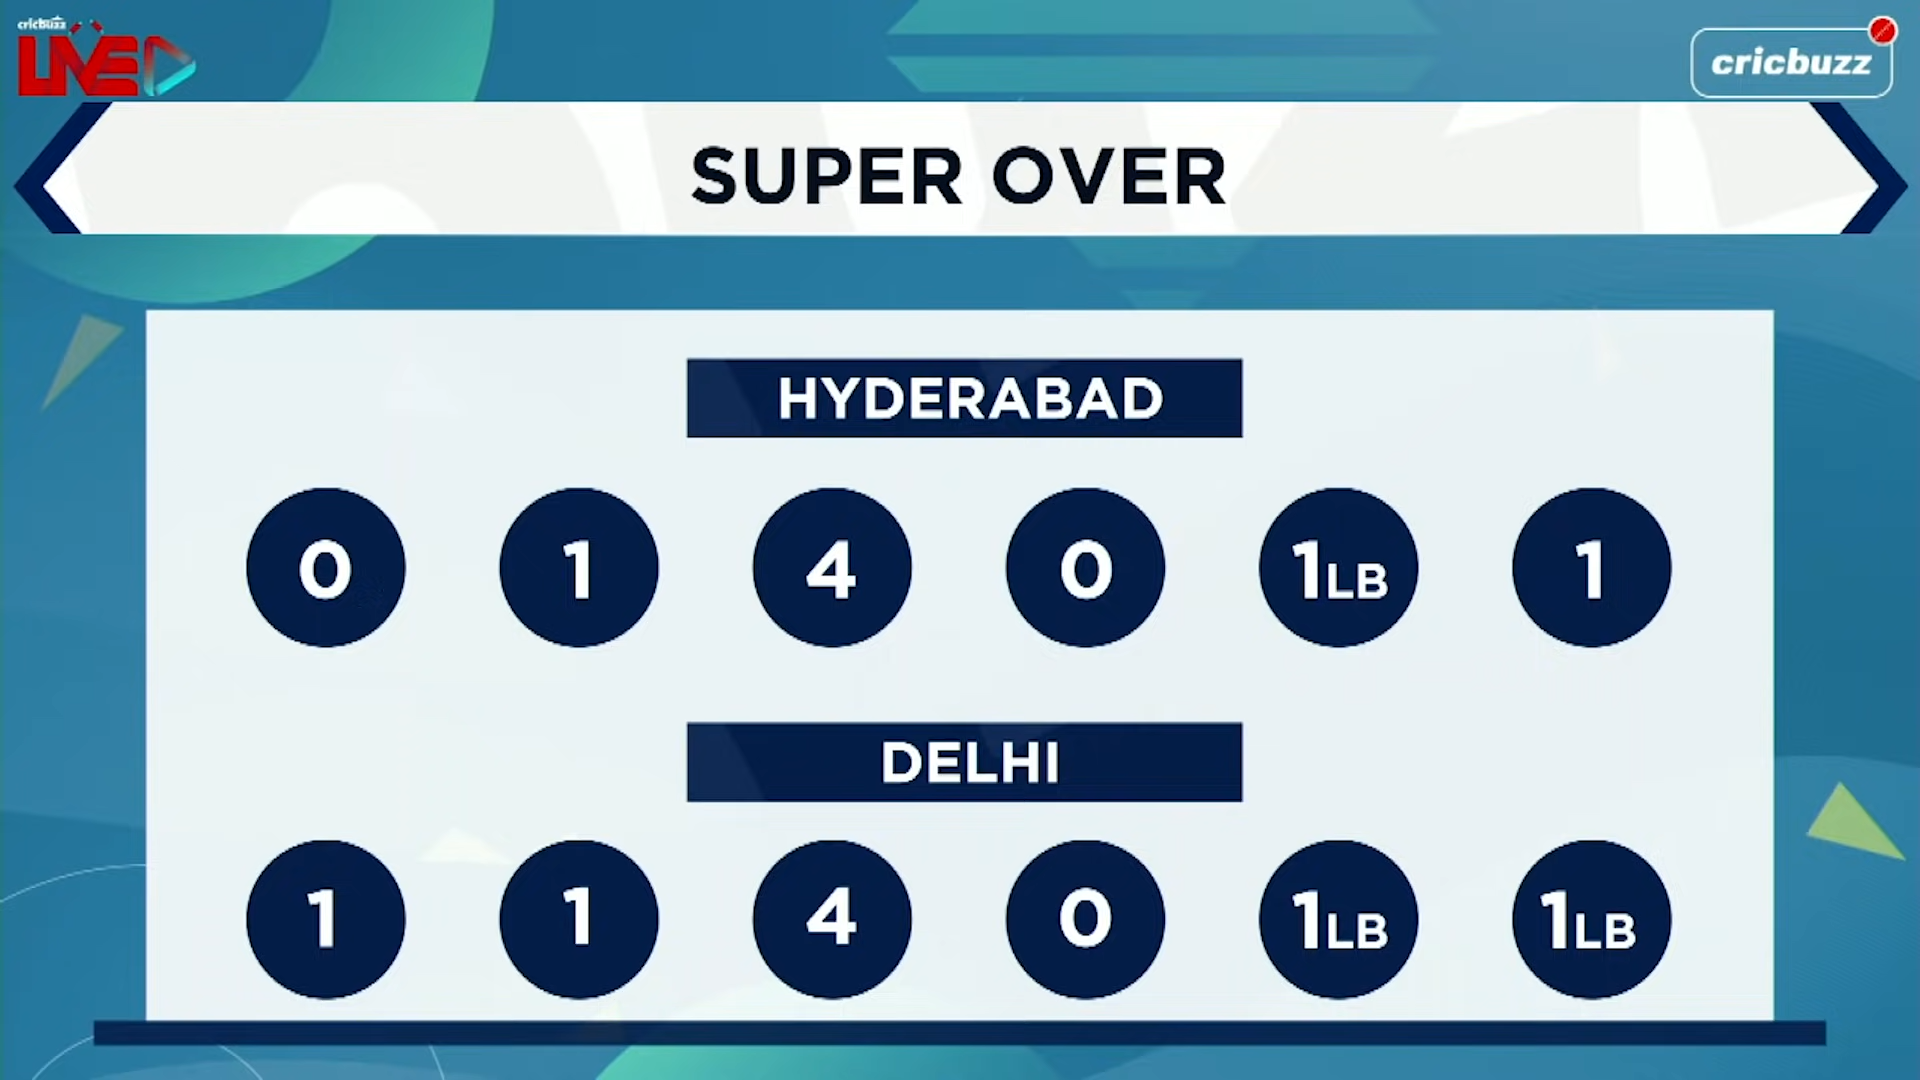 cricbuzz
LIVE
cricbuzz
SUPER OVER
HYDERABAD
0 1 4 0 1LB 1
DELHI
1 1 4 0 1LB 1LB